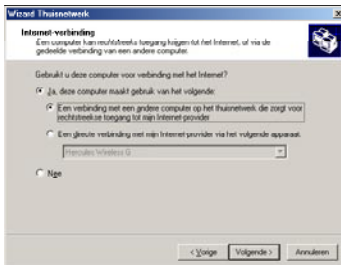 Wizard Thuisnetwerk
Internet-verbinding
Een computer kan rechtstreeks toegang krijgen tot het Internet, of via de
gedeelde verbinding van een andere computer.
Gebruikt u deze computer voor verbinding met het Internet?
Ja, deze computer maakt gebruik van het volgende:
Een verbinding met een andere computer op het thuisnetwerk die zorgt voor
rechtstreekse toegang tot mijn Internet-provider
Een directe verbinding met mijn Internet-provider via het volgende apparaat:
Hercules Wireless G
Nee
< Vorige
Volgende >
Annuleren